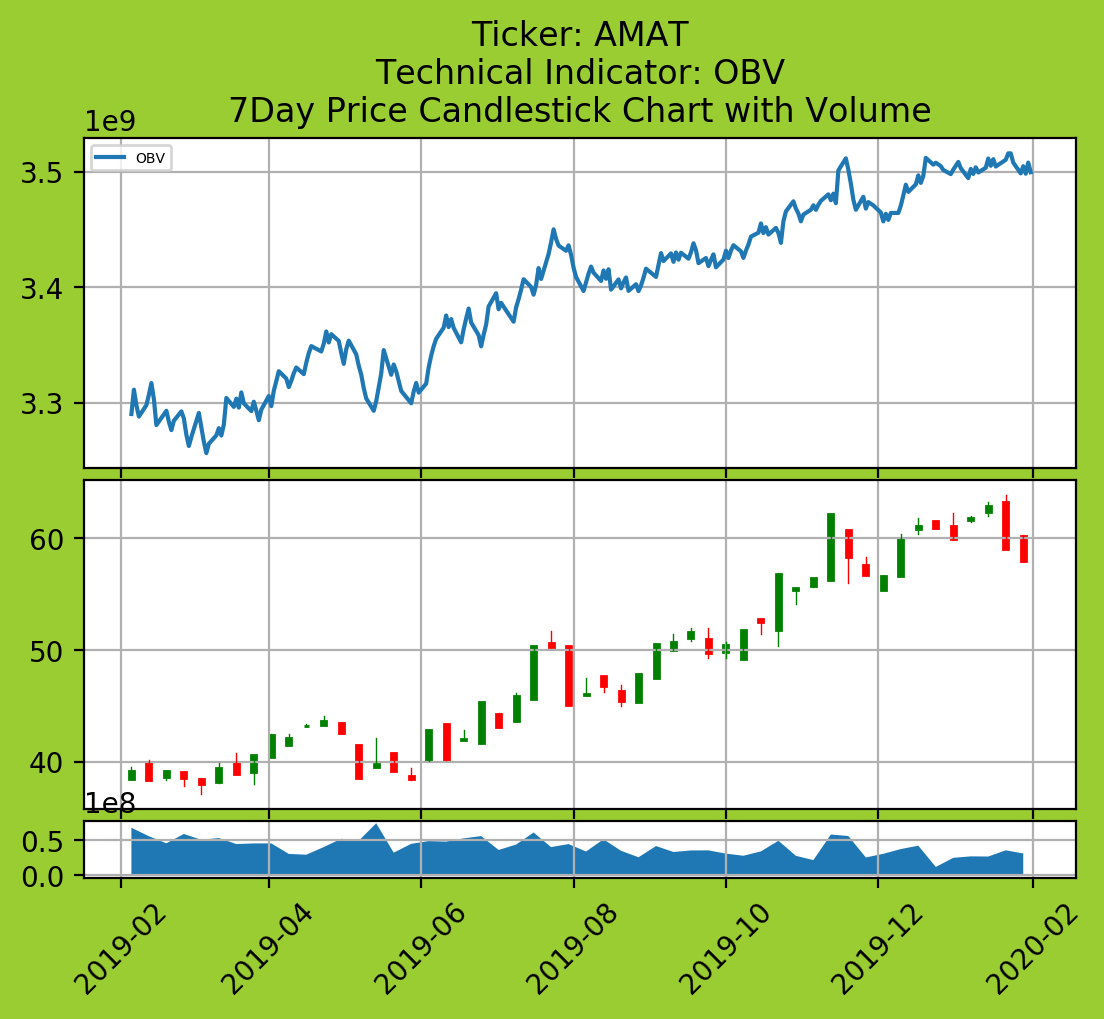 Ticker: AMAT
Technical Indicator: OBV
7Day Price Candlestick Chart with Volume
1e9
OBV
3.5
3.4
3.3
60
50
40
1e8
0.5
0.0
2019-02
2019-04
2019-06
2019-08
2019-10
2019-12
2020-02